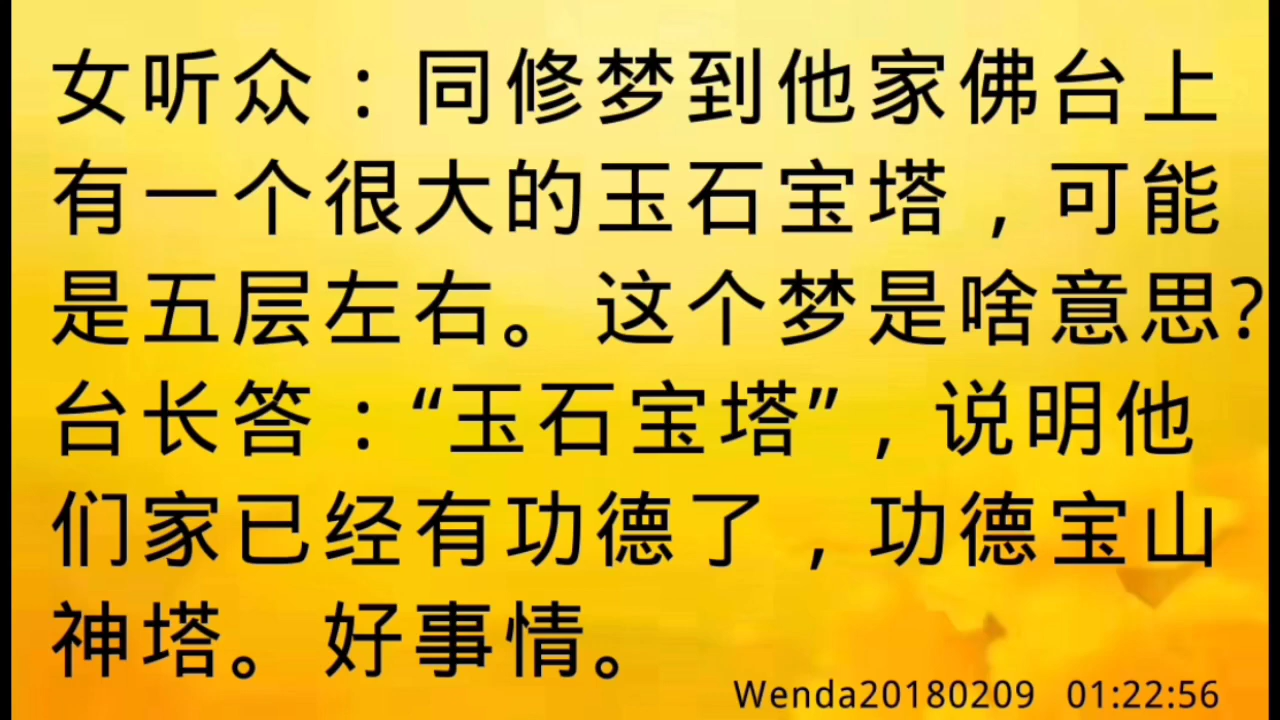 女听众：同修梦到他家佛台上
有一个很大的玉石宝塔，可能
是五层左右。这个梦是啥意思？
台长答：“玉石宝塔”，说明他
们家已经有功德了，功德宝山
神塔。好事情。
Wenda20180209 01:22:56